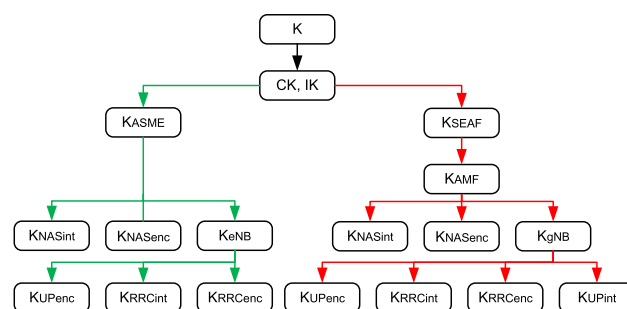 K
CK, IK
KASME
KSEAF
KAMF
KNASint
KNASenc
KeNB
KNASint
KNASenc
KgNB
KUPenc
KRRCint
KRRCenc
KUPenc
KRRCint
KRRCenc
KUPint